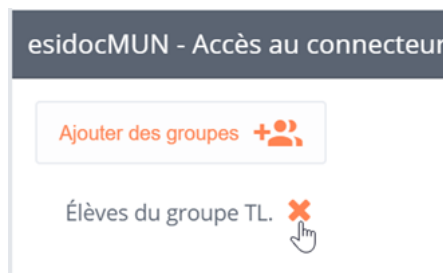 esidocMUN - Accès au connecteur
Ajouter des groupes
Élèves du groupe TL.